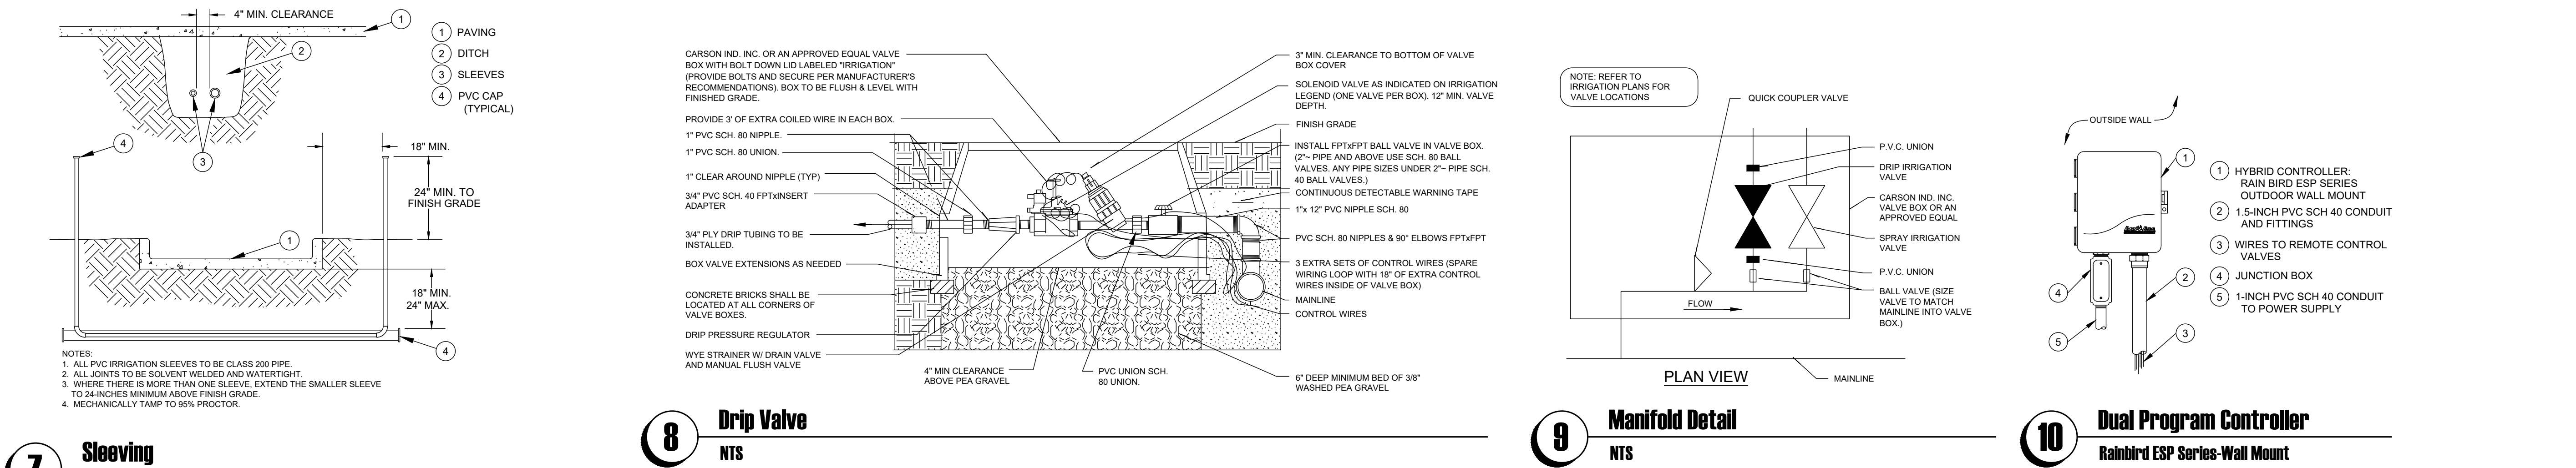 4" MIN. CLEARANCE
1
2
3
1 PAVING
2 DITCH
3 SLEEVES
4 PVC CAP
(TYPICAL)
4
18" MIN.
24" MIN. TO
FINISH GRADE
1
18" MIN.
24" MAX.
4
NOTES:
1. ALL PVC IRRIGATION SLEEVES TO BE CLASS 200 PIPE.
2. ALL JOINTS TO BE SOLVENT WELDED AND WATERTIGHT.
3. WHERE THERE IS MORE THAN ONE SLEEVE, EXTEND THE SMALLER SLEEVE
TO 24-INCHES MINIMUM ABOVE FINISH GRADE.
4. MECHANICALLY TAMP TO 95% PROCTOR.
7
Sleeving
CARSON IND. INC. OR AN APPROVED EQUAL VALVE
BOX WITH BOLT DOWN LID LABELED "IRRIGATION"
(PROVIDE BOLTS AND SECURE PER MANUFACTURER'S
RECOMMENDATIONS). BOX TO BE FLUSH & LEVEL WITH
FINISHED GRADE.
PROVIDE 3' OF EXTRA COILED WIRE IN EACH BOX.
1" PVC SCH. 80 NIPPLE.
1" PVC SCH. 80 UNION.
1" CLEAR AROUND NIPPLE (TYP)
3/4" PVC SCH. 40 FPTxINSERT
ADAPTER
3/4" PLY DRIP TUBING TO BE
INSTALLED.
BOX VALVE EXTENSIONS AS NEEDED
CONCRETE BRICKS SHALL BE
LOCATED AT ALL CORNERS OF
VALVE BOXES.
DRIP PRESSURE REGULATOR
WYE STRAINER W/ DRAIN VALVE
AND MANUAL FLUSH VALVE
4" MIN CLEARANCE
ABOVE PEA GRAVEL
PVC UNION SCH.
80 UNION.
3" MIN. CLEARANCE TO BOTTOM OF VALVE
BOX COVER
SOLENOID VALVE AS INDICATED ON IRRIGATION
LEGEND (ONE VALVE PER BOX). 12" MIN. VALVE
DEPTH.
FINISH GRADE
INSTALL FPTxFPT BALL VALVE IN VALVE BOX.
(2"~ PIPE AND ABOVE USE SCH. 80 BALL
VALVES. ANY PIPE SIZES UNDER 2"~ PIPE SCH.
40 BALL VALVES.)
CONTINUOUS DETECTABLE WARNING TAPE
1"x 12" PVC NIPPLE SCH. 80
PVC SCH. 80 NIPPLES & 90° ELBOWS FPTxFPT
3 EXTRA SETS OF CONTROL WIRES (SPARE
WIRING LOOP WITH 18" OF EXTRA CONTROL
WIRES INSIDE OF VALVE BOX)
MAINLINE
CONTROL WIRES
6" DEEP MINIMUM BED OF 3/8"
WASHED PEA GRAVEL
8
Drip Valve
NTS
NOTE: REFER TO
IRRIGATION PLANS FOR
VALVE LOCATIONS
QUICK COUPLER VALVE
P.V.C. UNION
DRIP IRRIGATION
VALVE
CARSON IND. INC.
VALVE BOX OR AN
APPROVED EQUAL
SPRAY IRRIGATION
VALVE
P.V.C. UNION
BALL VALVE (SIZE
VALVE TO MATCH
MAINLINE INTO VALVE
BOX.)
FLOW
PLAN VIEW
MAINLINE
9
Manifold Detail
NTS
OUTSIDE WALL
1
2
3
4
5
1 HYBRID CONTROLLER:
RAIN BIRD ESP SERIES
OUTDOOR WALL MOUNT
2 1.5-INCH PVC SCH 40 CONDUIT
AND FITTINGS
3 WIRES TO REMOTE CONTROL
VALVES
4 JUNCTION BOX
5 1-INCH PVC SCH 40 CONDUIT
TO POWER SUPPLY
10
Dual Program Controller
Rainbird ESP Series-Wall Mount